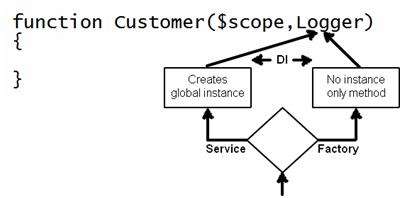 function Customer($scope,Logger)
{
}
Creates
global instance
DI
No instance
only method
Service
Factory